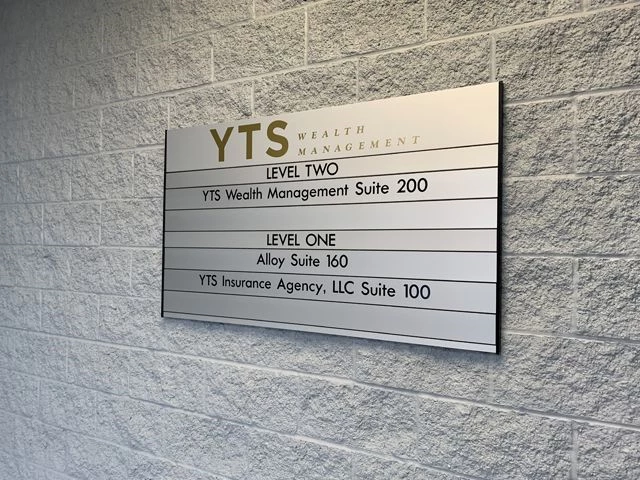 YTS WEALTH
MANAGEMENT
LEVEL TWO
YTS Wealth Management Suite 200
LEVEL ONE
Alloy Suite 160
YTS Insurance Agency, LLC Suite 100